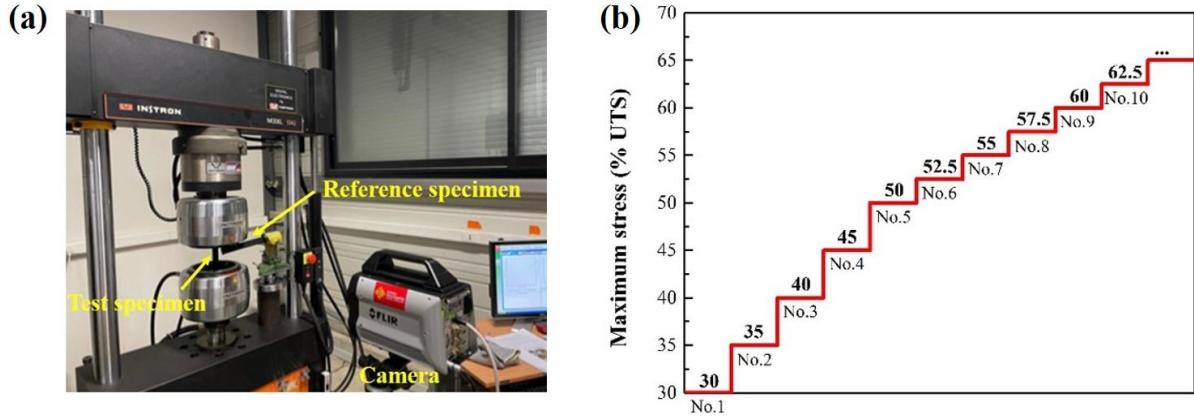 (a)
INSTRON
MODEL
Reference specimen
Test specimen
FLIR
Camera
(b)
Maximum stress (% UTS)
70
65
60
55
50
45
40
35
30
30
No.1
35
No.2
40
No.3
45
No.4
50
No.5
52.5
No.6
55
No.7
57.5
No.8
60
No.9
62.5
No.10
...